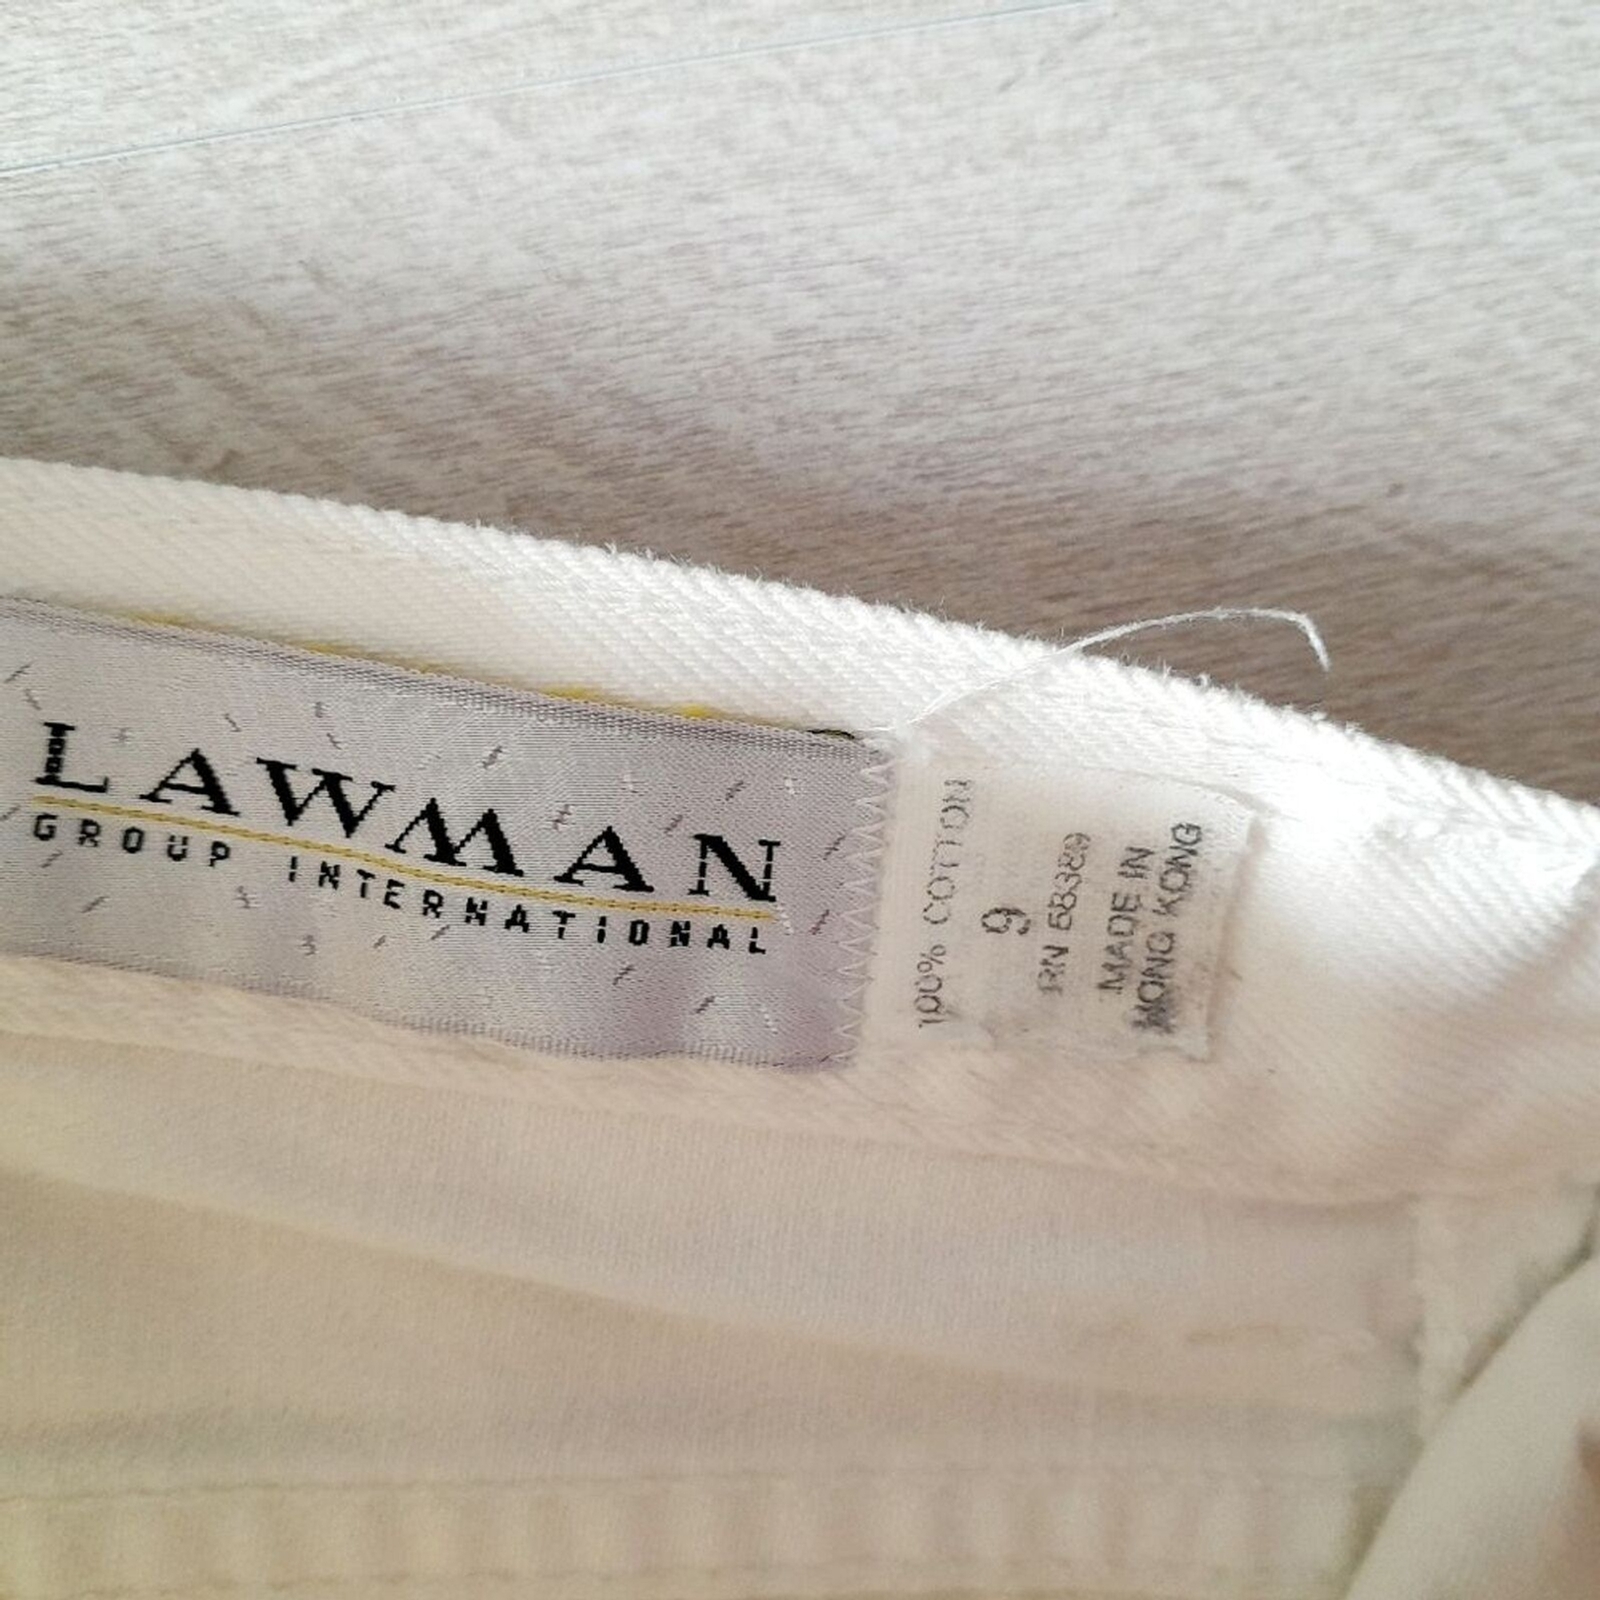 LAWMAN
GROUP INTERNATIONAL
100% COTTON
9
RN 68389
MADE IN
HONG KONG